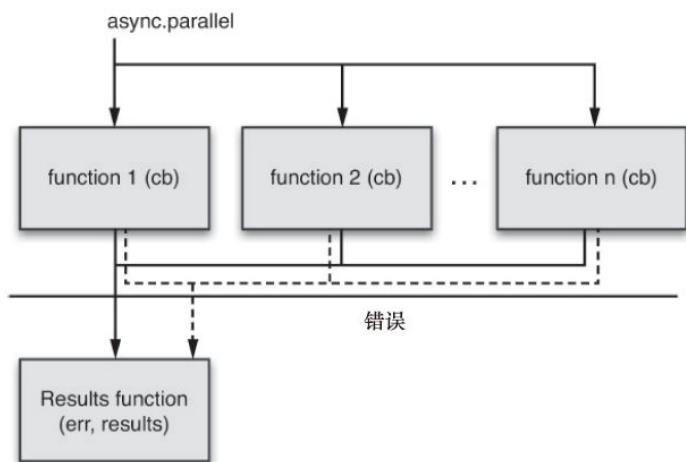 async.parallel
function 1 (cb)
function 2 (cb)
...
function n (cb)
错误
Results function
(err, results)